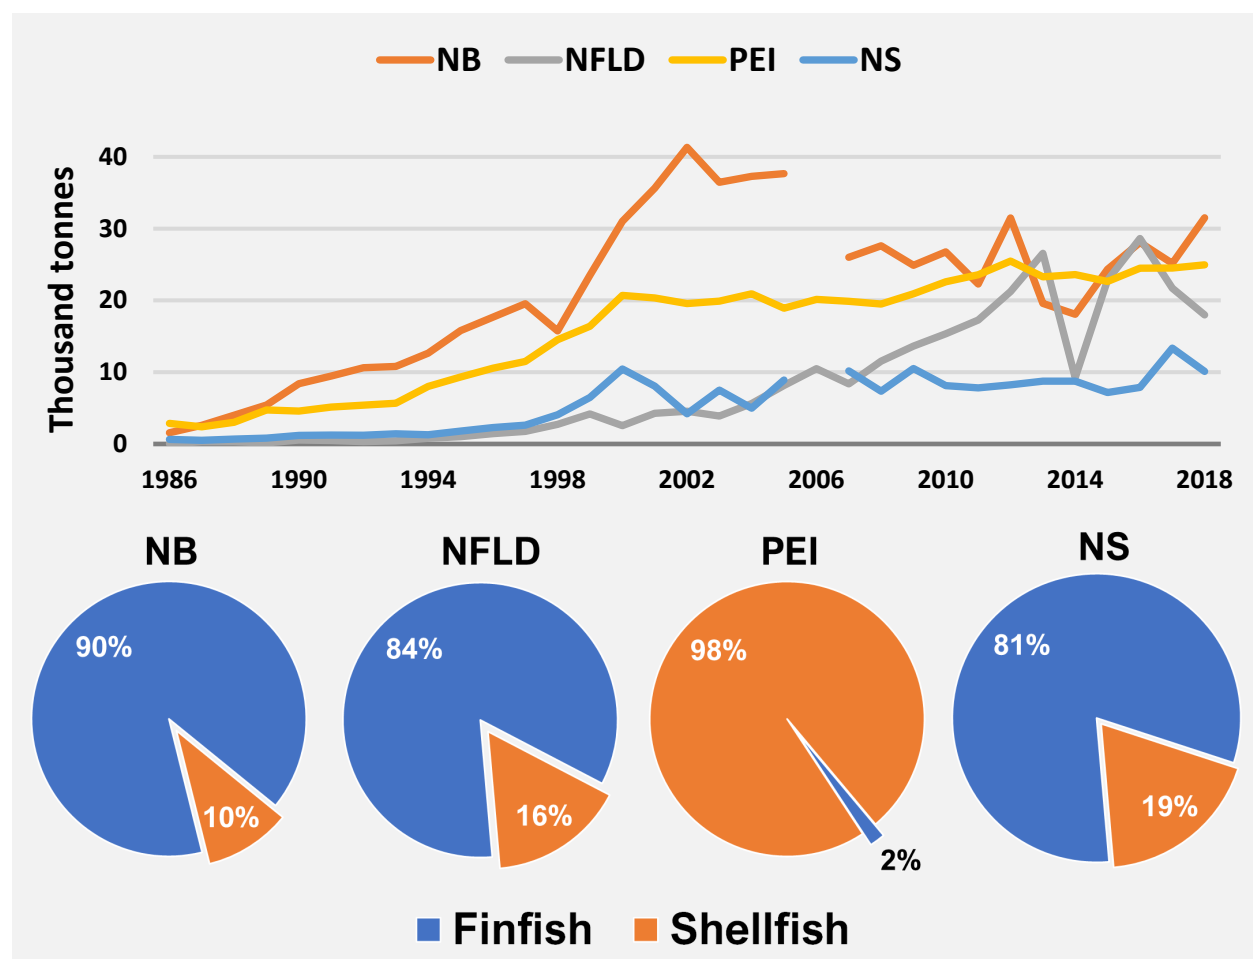 NB NFLD PEI NS
Thousand tonnes
40
30
20
10
0
1986 1990 1994 1998 2002 2006 2010 2014 2018
NB NFLD PEI NS
90% 84% 98% 81%
10% 16% 2% 19%
Finfish Shellfish